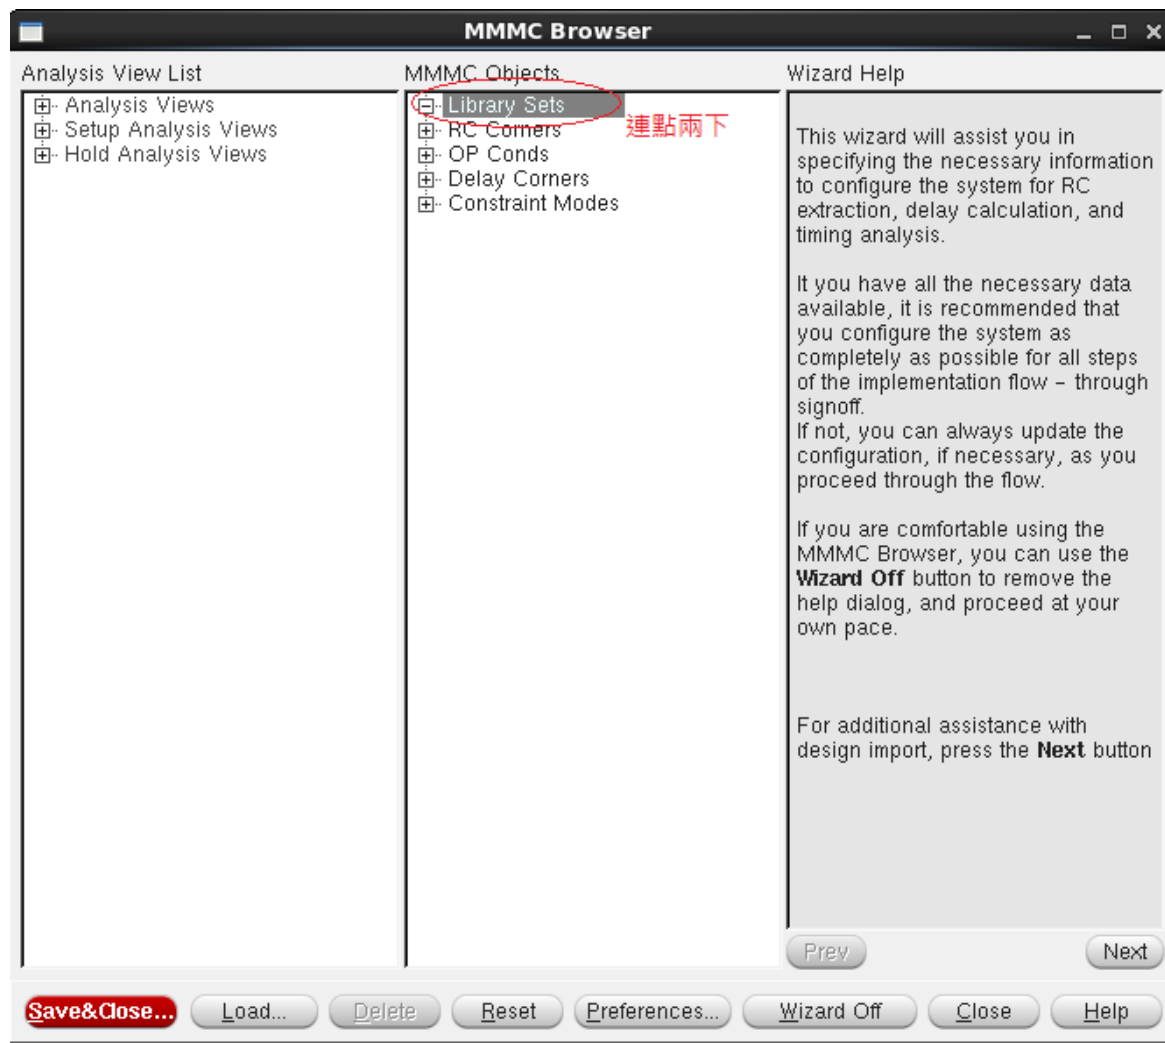 MMMC Browser
Analysis View List
Analysis Views
Setup Analysis Views
Hold Analysis Views
MMMC Objects
Library Sets
連點兩下
RC Corners
OP Conds
Delay Corners
Constraint Modes
Wizard Help
This wizard will assist you in
specifying the necessary information
to configure the system for RC
extraction, delay calculation, and
timing analysis.
It you have all the necessary data
available, it is recommended that
you configure the system as
completely as possible for all steps
of the implementation flow – through
signoff.
If not, you can always update the
configuration, if necessary, as you
proceed through the flow.
If you are comfortable using the
MMMC Browser, you can use the
Wizard Off button to remove the
help dialog, and proceed at your
own pace.
For additional assistance with
design import, press the Next button
Prev
Next
Save&Close...
Load...
Delete
Reset
Preferences...
Wizard Off
Close
Help